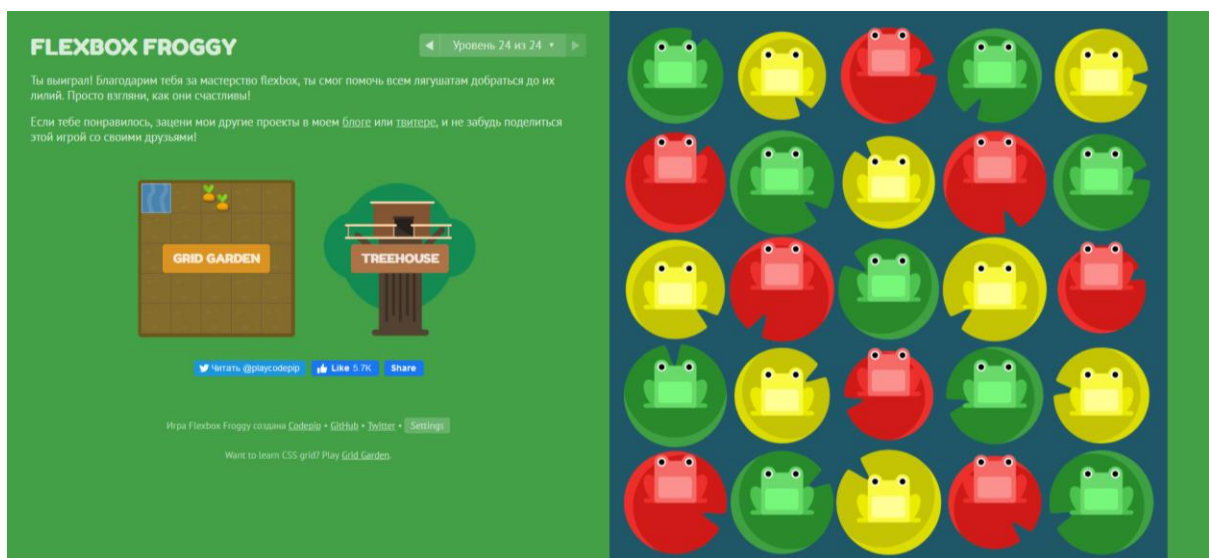 FLEXBOX FROGGY
Уровень 24 из 24
Ты выиграл! Благодарим тебя за мастерство flexbox, ты смог помочь всем лягушатам добраться до их
лилий. Просто взгляни, как они счастливы!
Если тебе понравилось, зацени мои другие проекты в моем блоге или твитере, и не забудь поделиться
этой игрой со своими друзьями!
GRID GARDEN
TREEHOUSE
Читать @playcodepip
Like 5.7K
Share
Игра Flexbox Froggy создана Codepip • GitHub • Twitter • Settings
Want to learn CSS grid? Play Grid Garden.